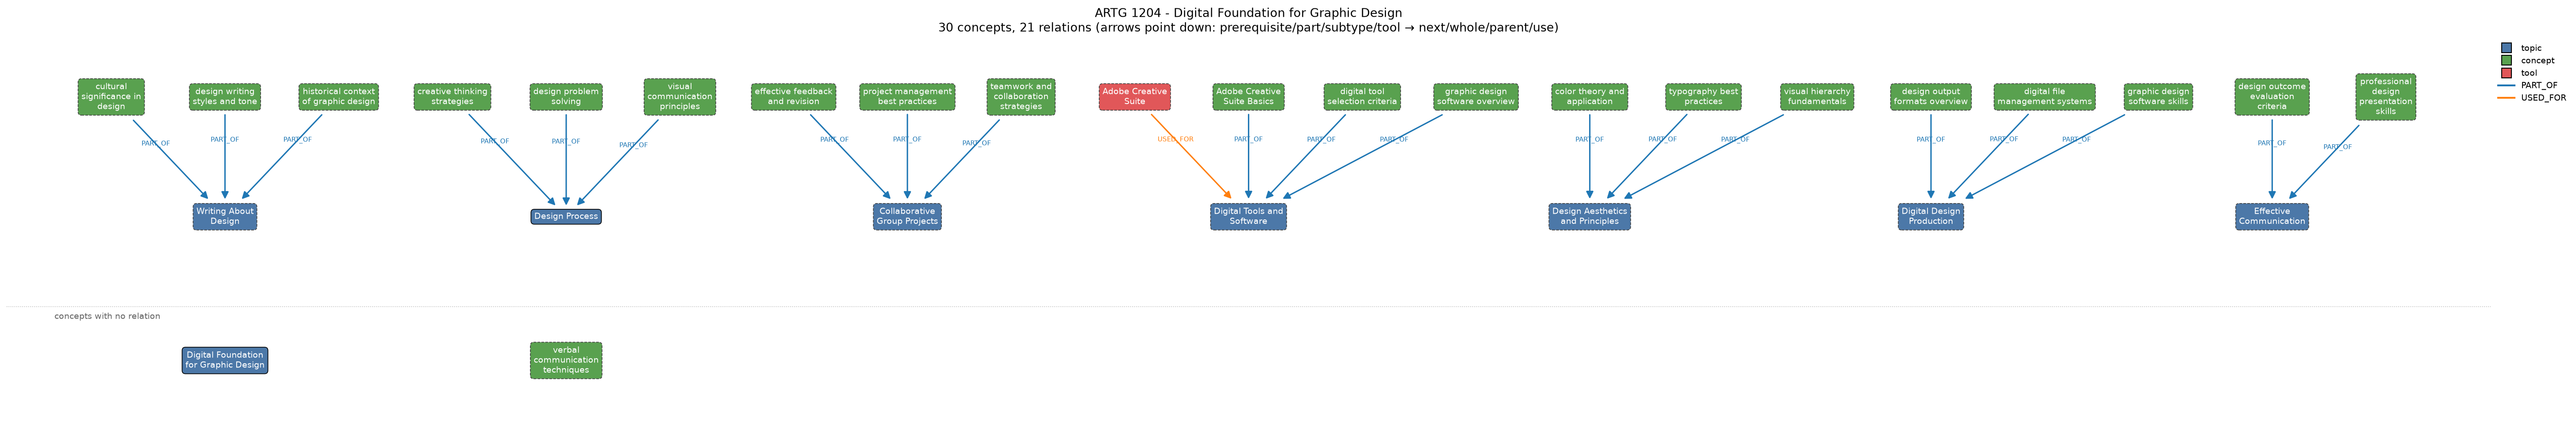 ARTG 1204 - Digital Foundation for Graphic Design
30 concepts, 21 relations (arrows point down: prerequisite/part/subtype/tool → next/whole/parent/use)
topic
concept
tool
PART_OF
USED_FOR
cultural
significance in
design
design writing
styles and tone
historical context
of graphic design
creative thinking
strategies
design problem
solving
visual
communication
principles
effective feedback
and revision
project management
best practices
teamwork and
collaboration
strategies
Adobe Creative
Suite
Adobe Creative
Suite Basics
digital tool
selection criteria
graphic design
software overview
color theory and
application
typography best
practices
visual hierarchy
fundamentals
design output
formats overview
digital file
management systems
graphic design
software skills
design outcome
evaluation
criteria
professional
design
presentation
skills
PART_OF
PART_OF
PART_OF
PART_OF
PART_OF
PART_OF
PART_OF
PART_OF
PART_OF
USED_FOR
PART_OF
PART_OF
PART_OF
PART_OF
PART_OF
PART_OF
PART_OF
PART_OF
PART_OF
PART_OF
PART_OF
Writing About
Design
Design Process
Collaborative
Group Projects
Digital Tools and
Software
Design Aesthetics
and Principles
Digital Design
Production
Effective
Communication
concepts with no relation
Digital Foundation
for Graphic Design
verbal
communication
techniques